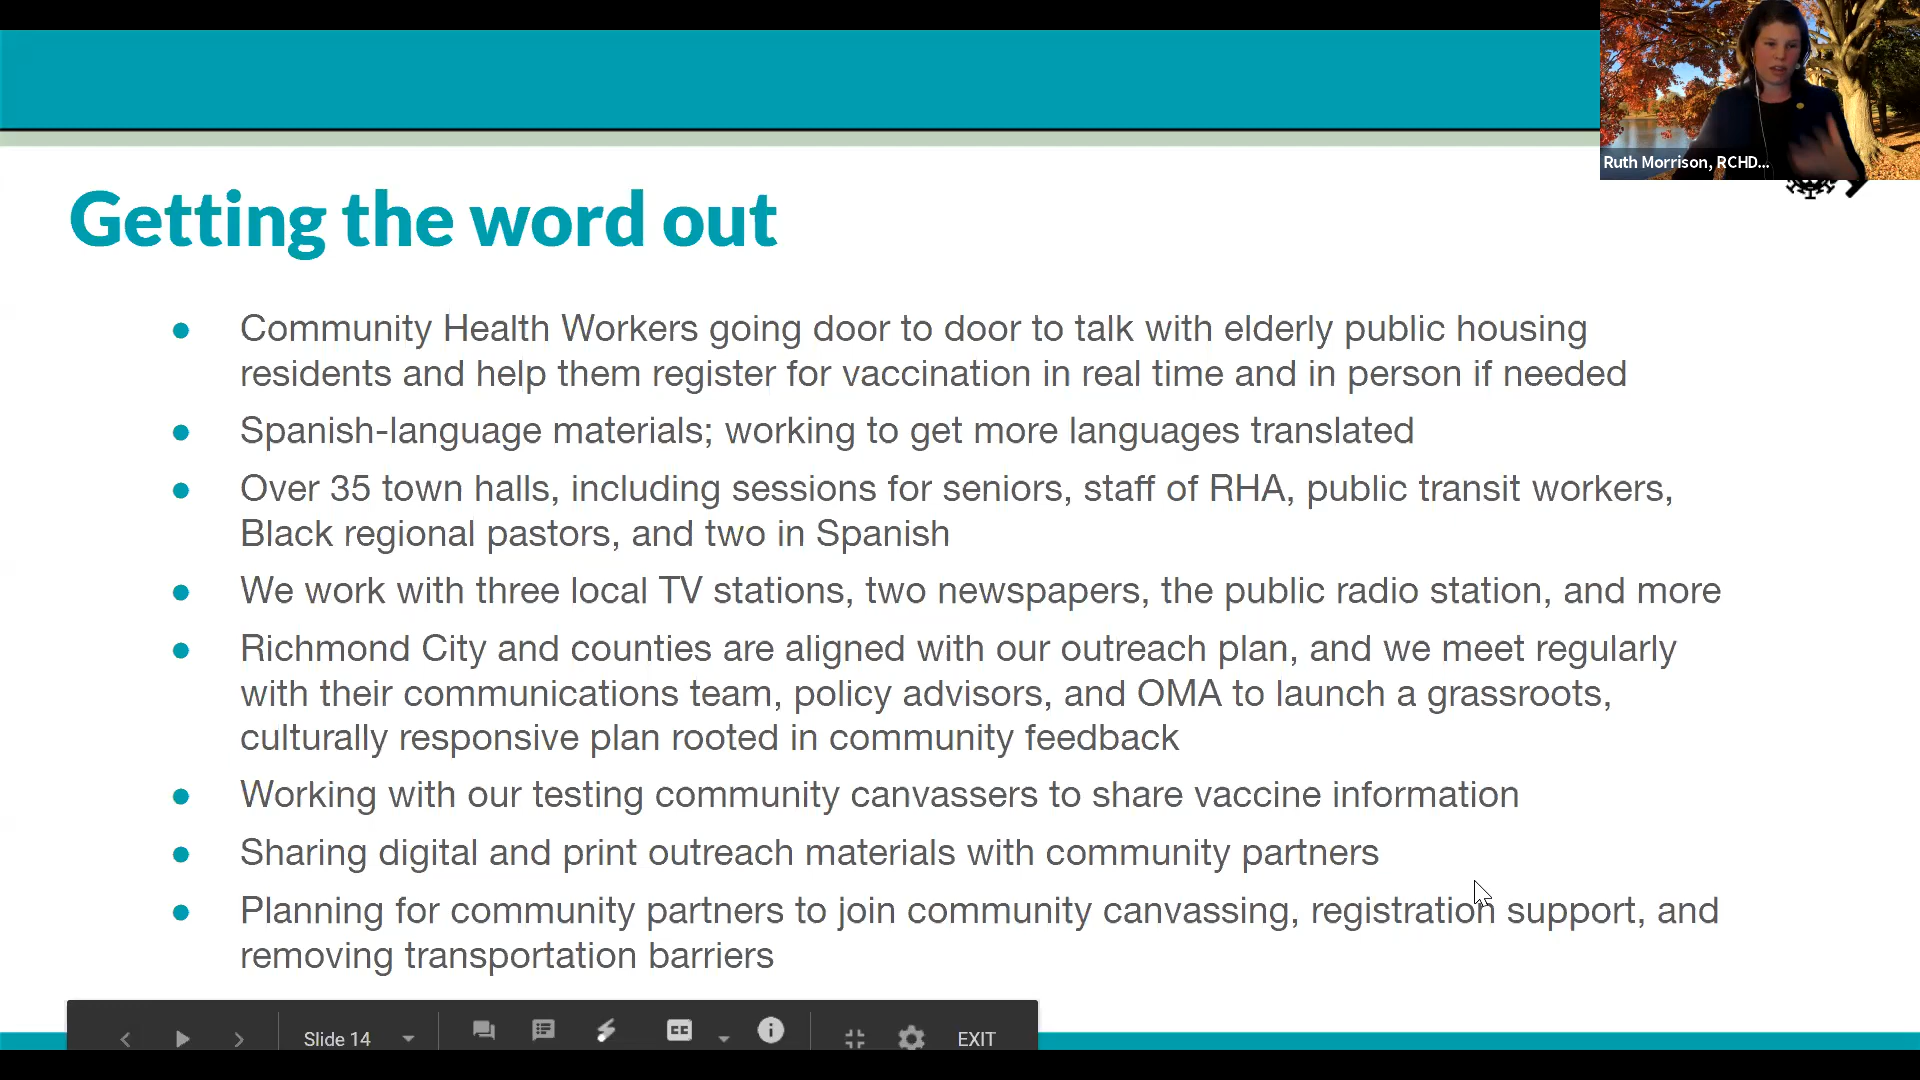 Ruth Morrison, RCHD...
Getting the word out
Community Health Workers going door to door to talk with elderly public housing
residents and help them register for vaccination in real time and in person if needed
Spanish-language materials; working to get more languages translated
Over 35 town halls, including sessions for seniors, staff of RHA, public transit workers,
Black regional pastors, and two in Spanish
We work with three local TV stations, two newspapers, the public radio station, and more
Richmond City and counties are aligned with our outreach plan, and we meet regularly
with their communications team, policy advisors, and OMA to launch a grassroots,
culturally responsive plan rooted in community feedback
Working with our testing community canvassers to share vaccine information
Sharing digital and print outreach materials with community partners
Planning for community partners to join community canvassing, registration support, and
removing transportation barriers
Slide 14
CC
EXIT